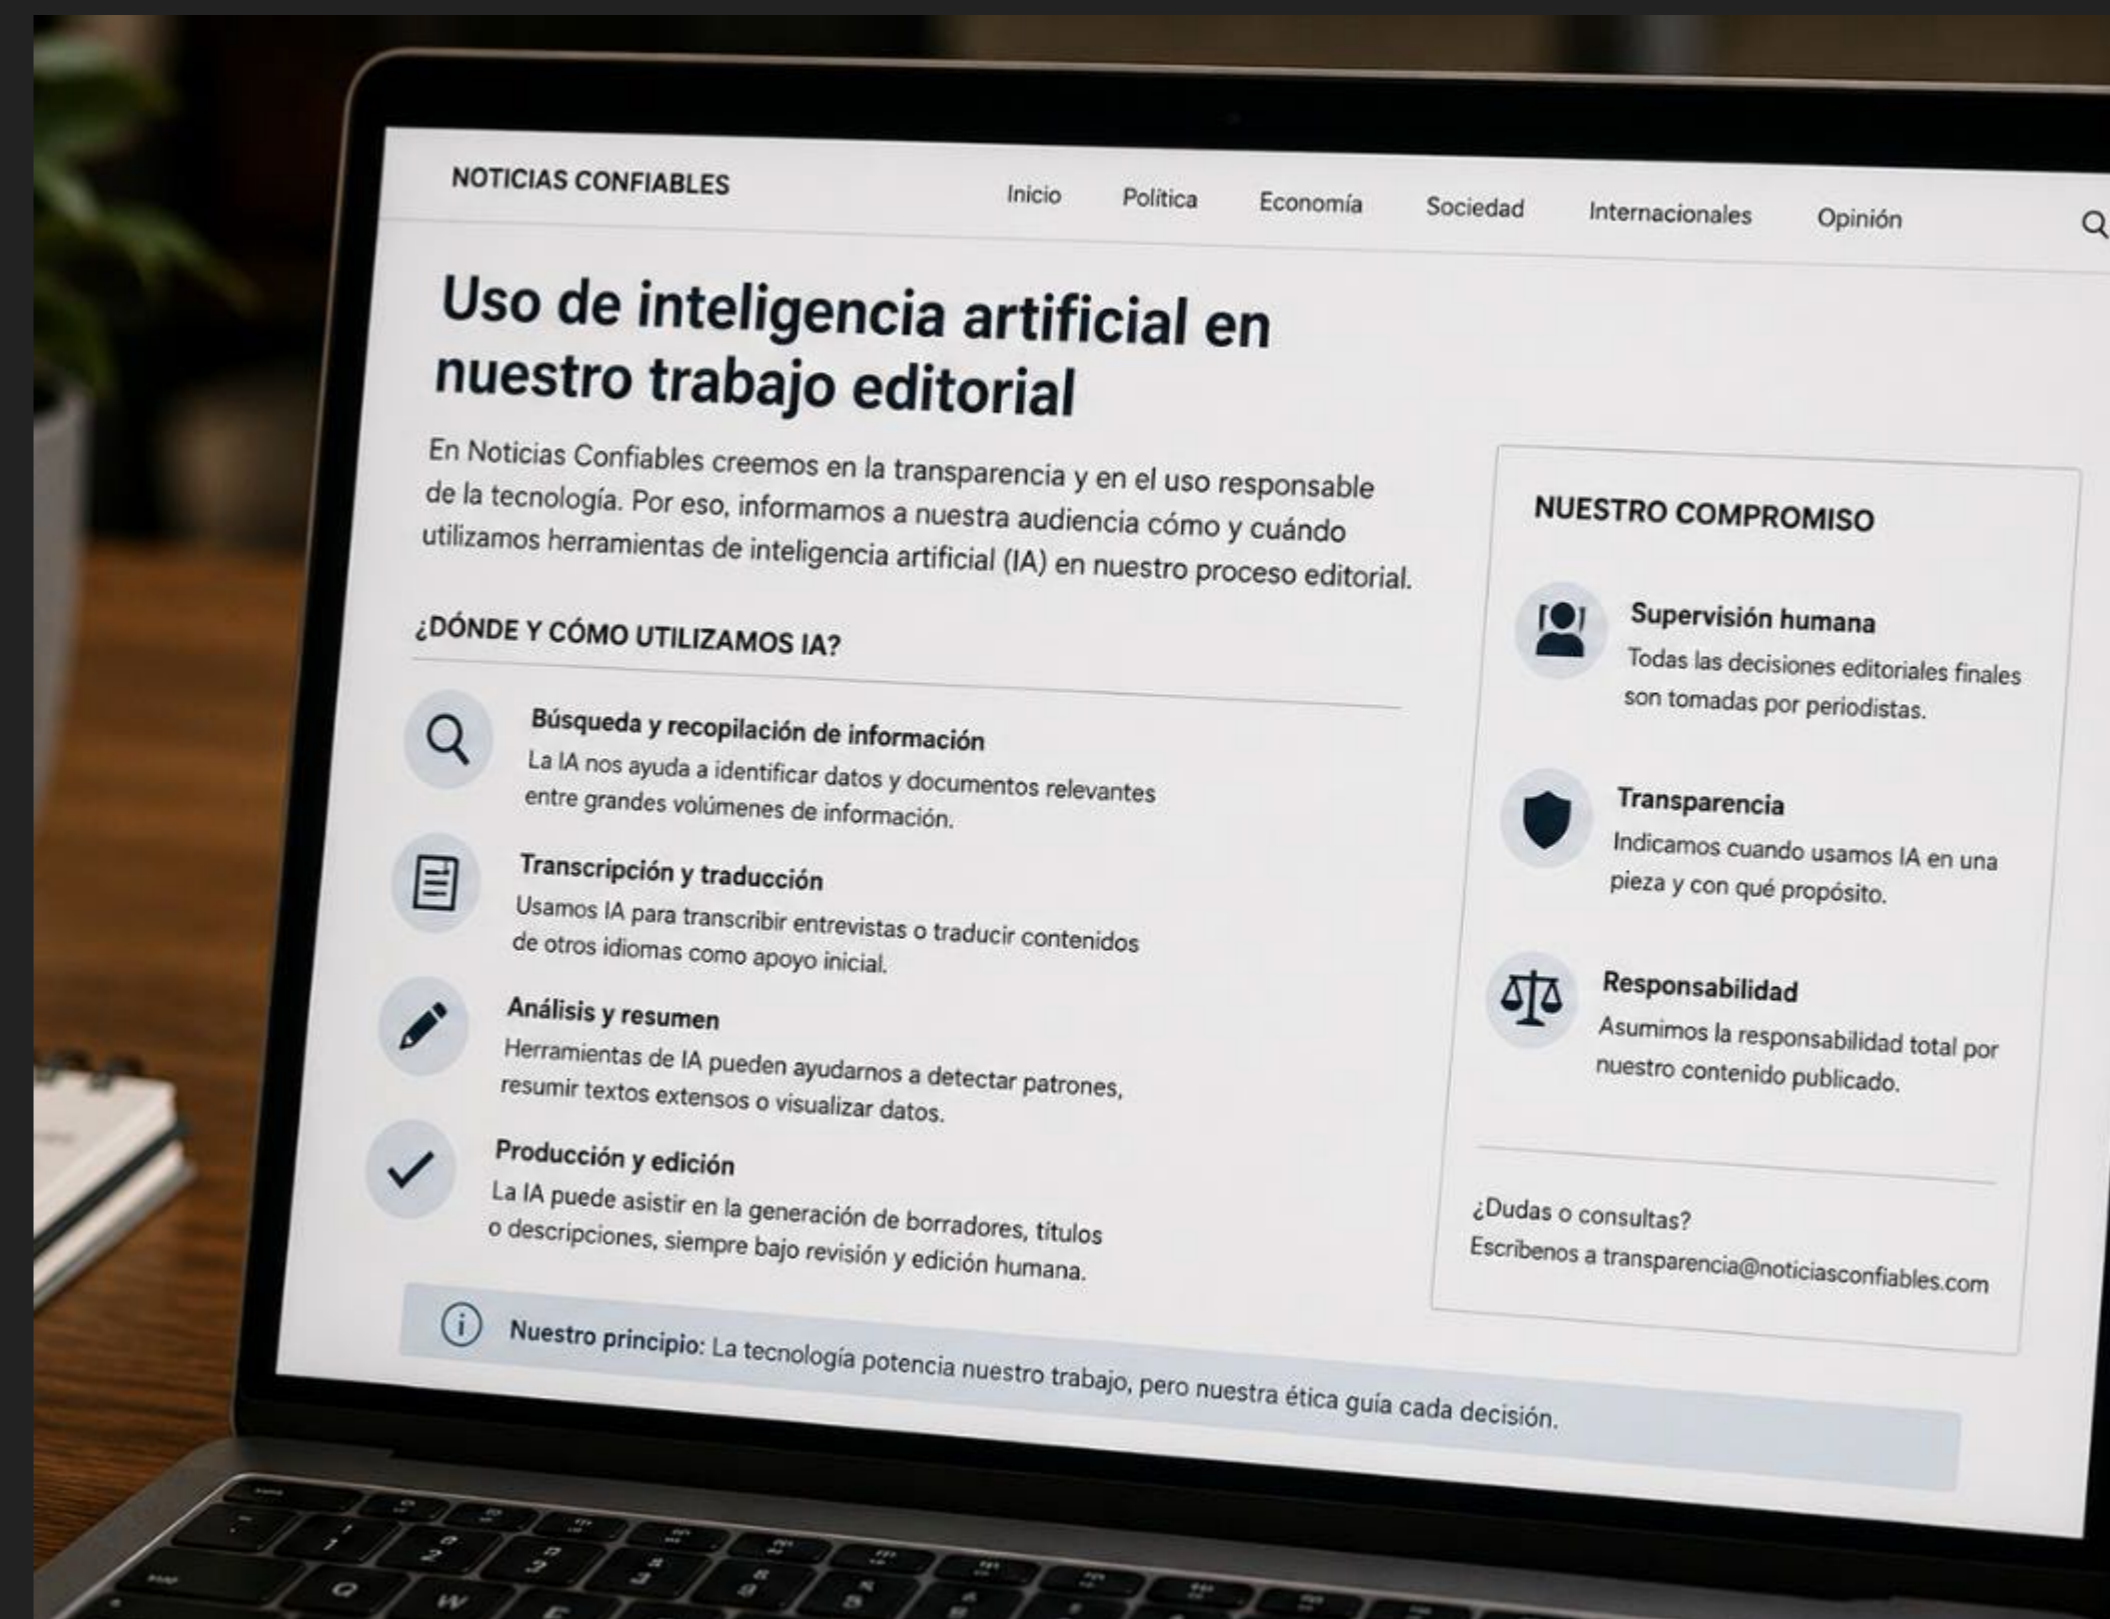 NOTICIAS CONFIABLES
Inicio
Política
Economía
Sociedad
Internacionales
Opinión
Uso de inteligencia artificial en
nuestro trabajo editorial
En Noticias Confiables creemos en la transparencia y en el uso responsable
de la tecnología. Por eso, informamos a nuestra audiencia cómo y cuándo
utilizamos herramientas de inteligencia artificial (IA) en nuestro proceso editorial.
¿DÓNDE Y CÓMO UTILIZAMOS IA?
Búsqueda y recopilación de información
La IA nos ayuda a identificar datos y documentos relevantes
entre grandes volúmenes de información.
Transcripción y traducción
Usamos IA para transcribir entrevistas o traducir contenidos
de otros idiomas como apoyo inicial.
Análisis y resumen
Herramientas de IA pueden ayudarnos a detectar patrones,
resumir textos extensos o visualizar datos.
Producción y edición
La IA puede asistir en la generación de borradores, títulos
o descripciones, siempre bajo revisión y edición humana.
Nuestro principio: La tecnología potencia nuestro trabajo, pero nuestra ética guía cada decisión.
NUESTRO COMPROMISO
Supervisión humana
Todas las decisiones editoriales finales
son tomadas por periodistas.
Transparencia
Indicamos cuando usamos IA en una
pieza y con qué propósito.
Responsabilidad
Asumimos la responsabilidad total por
nuestro contenido publicado.
¿Dudas o consultas?
Escríbenos a transparencia@noticiasconfiables.com
Q
W